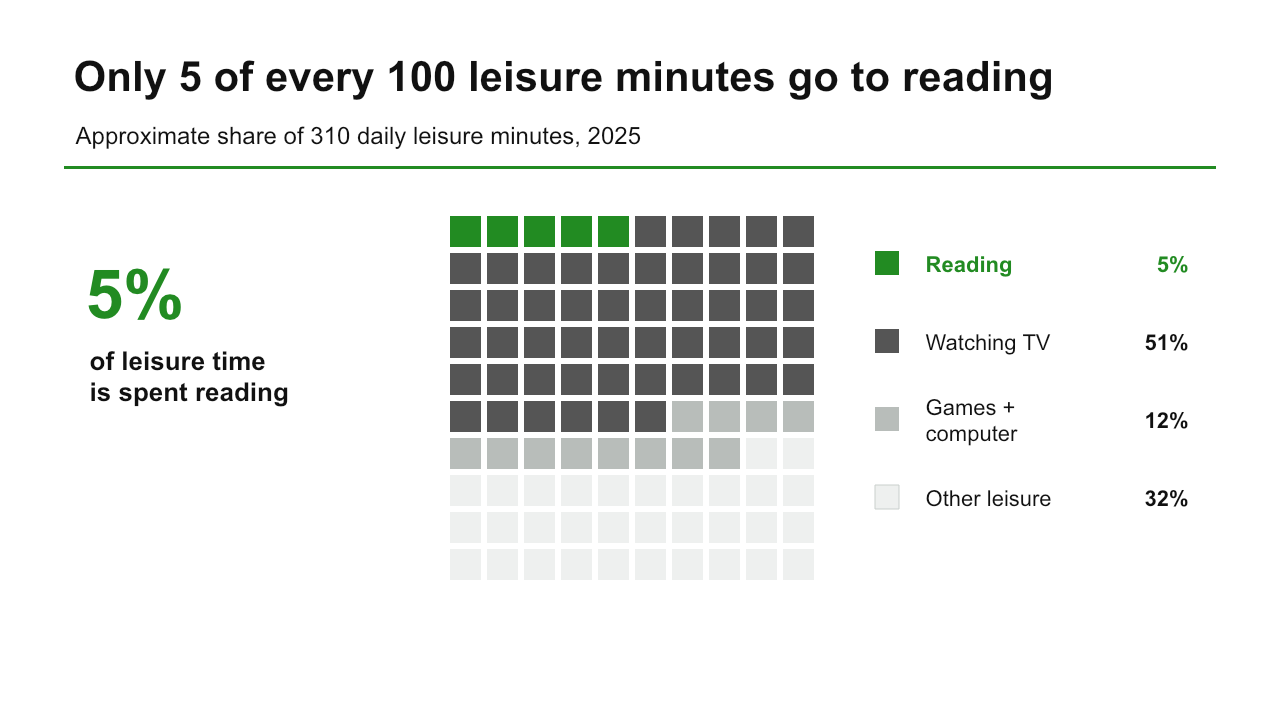 Only 5 of every 100 leisure minutes go to reading
Approximate share of 310 daily leisure minutes, 2025
5%
of leisure time
is spent reading
Reading 5%
Watching TV 51%
Games +
computer 12%
Other leisure 32%